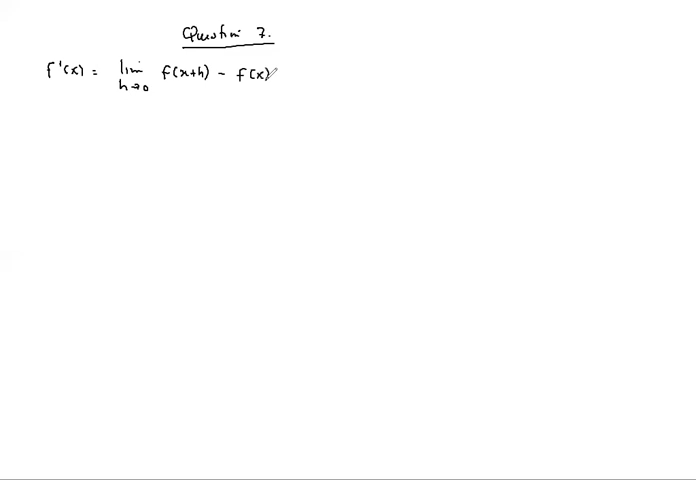 Question 7.
f'(x) = lim h→0 f(x+h) - f(x)